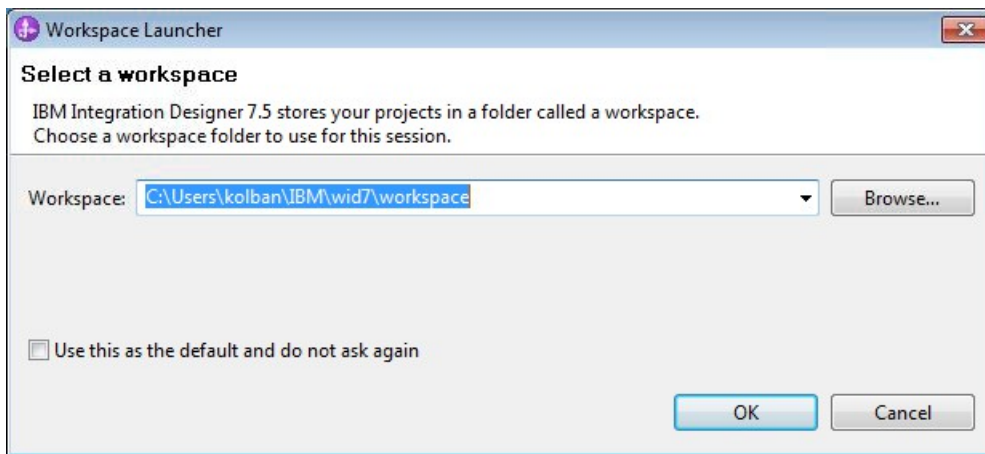 Workspace Launcher
Select a workspace
IBM Integration Designer 7.5 stores your projects in a folder called a workspace.
Choose a workspace folder to use for this session.
Workspace: C:\Users\kolban\IBM\wid7\workspace Browse...
Use this as the default and do not ask again
OK Cancel